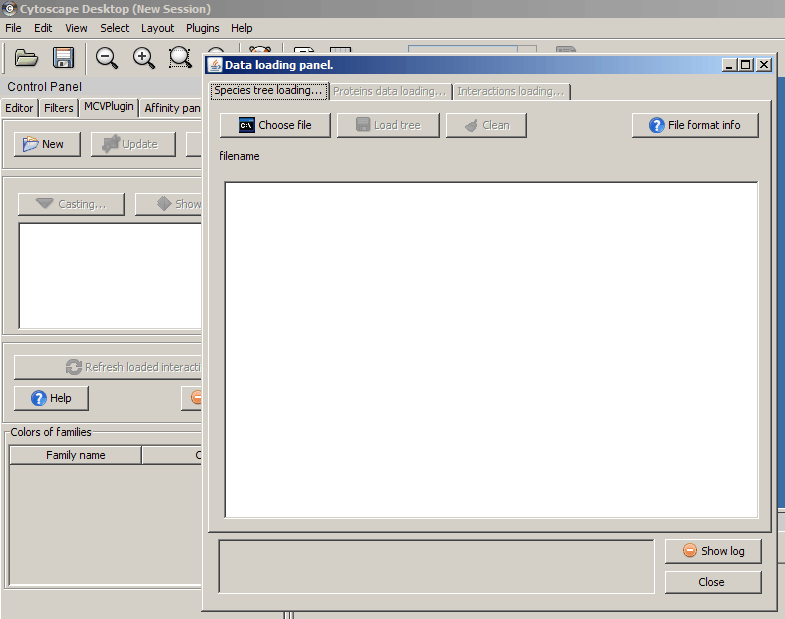 Cytoscape Desktop (New Session)
File Edit View Select Layout Plugins Help
Control Panel
Editor Filters MCVPlugin Affinity pan
New Update
Casting... Show
Refresh loaded interacti
Help
Colors of families
Family name C
Data loading panel.
Species tree loading... Proteins data loading... Interactions loading...
C:\ Choose file Load tree Clean File format info
filename
Show log
Close